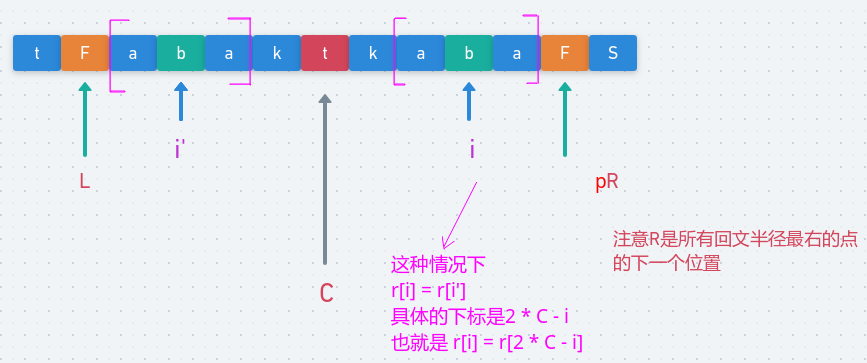 t F a b a k t k a b a F S
i' i
L pR
注意R是所有回文半径最右的点
的下一个位置
这种情况下
C r[i] = r[i']
具体的下标是2 * C - i
也就是 r[i] = r[2 * C - i]